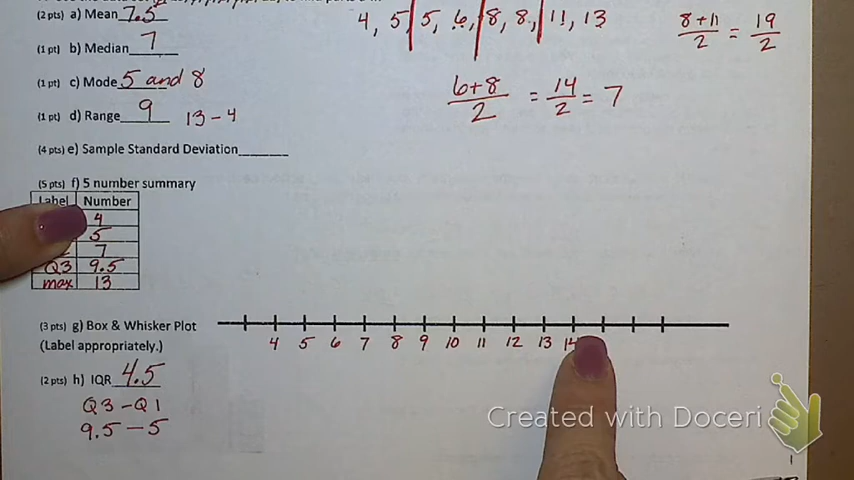 (2 pts) a) Mean 7.5
4, 5, 5, 6, 8, 8, 11, 13
8 + 11 / 2 = 19 / 2
(1 pt) b) Median 7
(1 pt) c) Mode 5 and 8
6+8 / 2 = 14 / 2 = 7
(1 pt) d) Range 9 13 - 4
(4 pts) e) Sample Standard Deviation
(5 pts) f) 5 number summary
Label Number
4
5
7
Q3 9.5
max 13
(3 pts) g) Box & Whisker Plot
(Label appropriately.)
4 5 6 7 8 9 10 11 12 13 14
(2 pts) h) IQR 4.5
Q3 - Q1
9.5 - 5
Created with Doceri
1